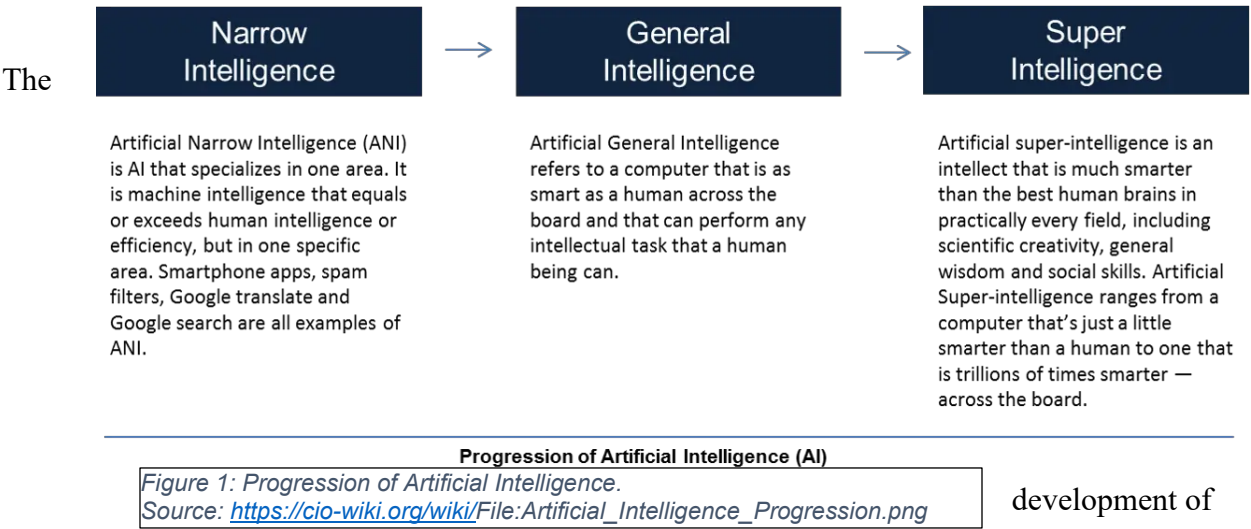 The
Narrow
Intelligence
General
Intelligence
Super
Intelligence
Artificial Narrow Intelligence (ANI)
is AI that specializes in one area. It
is machine intelligence that equals
or exceeds human intelligence or
efficiency, but in one specific
area. Smartphone apps, spam
filters, Google translate and
Google search are all examples of
ANI.
Artificial General Intelligence
refers to a computer that is as
smart as a human across the
board and that can perform any
intellectual task that a human
being can.
Artificial super-intelligence is an
intellect that is much smarter
than the best human brains in
practically every field, including
scientific creativity, general
wisdom and social skills. Artificial
Super-intelligence ranges from a
computer that’s just a little
smarter than a human to one that
is trillions of times smarter —
across the board.
Progression of Artificial Intelligence (AI)
Figure 1: Progression of Artificial Intelligence.
Source: https://cio-wiki.org/wiki/File:Artificial_Intelligence_Progression.png
development of